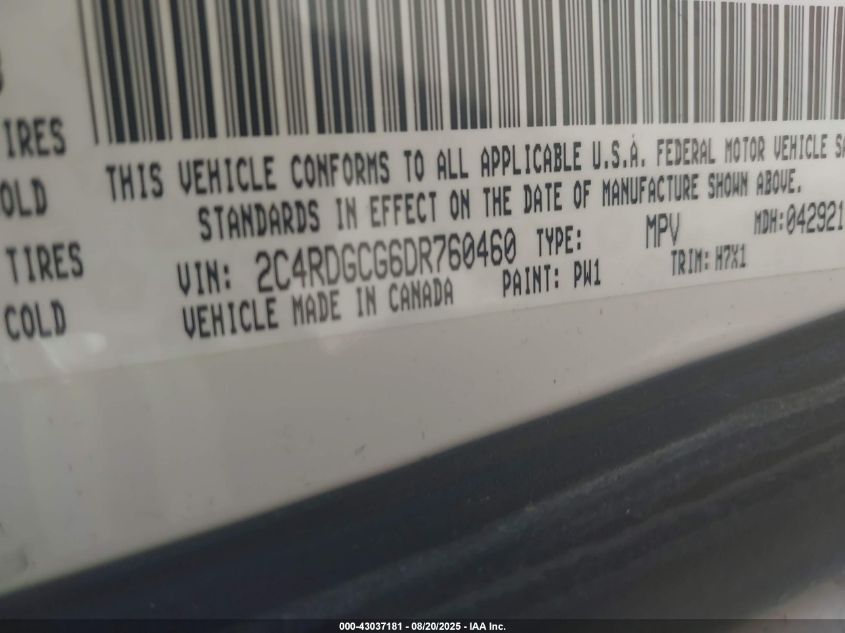 TIRES
COLD
TIRES
COLD
THIS VEHICLE CONFORMS TO ALL APPLICABLE U.S.A. FEDERAL MOTOR VEHICLE SA
STANDARDS IN EFFECT ON THE DATE OF MANUFACTURE SHOWN ABOVE.
VIN: 2C4RDGCG6DR760460 TYPE: MPV MDH:042921
VEHICLE MADE IN CANADA PAINT: PW1 TRIM: H7X1
000-43037181 - 08/20/2025 - IAA Inc.